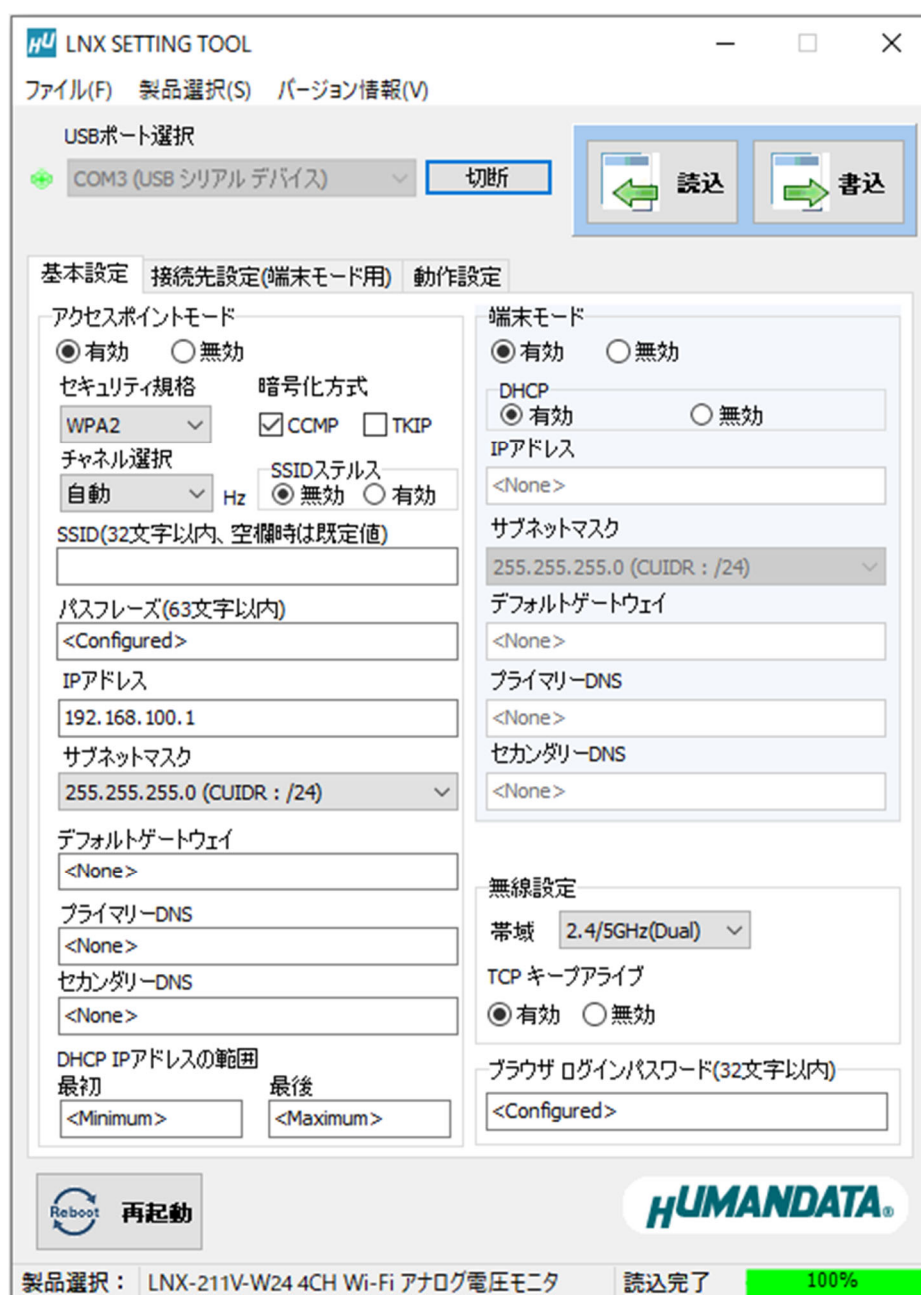 HU LNX SETTING TOOL
ファイル(F) 製品選択(S) バージョン情報(V)
USBポート選択
COM3 (USB シリアル デバイス)
切断
読込
書込
基本設定 接続先設定(端末モード用) 動作設定
アクセスポイントモード
有効 無効
セキュリティ規格 暗号化方式
WPA2 CCMP TKIP
チャネル選択
自動 Hz
SSIDステルス
無効 有効
SSID(32文字以内、空欄時は既定値)
パスフレーズ(63文字以内)
<Configured>
IPアドレス
192.168.100.1
サブネットマスク
255.255.255.0 (CUIDR : /24)
デフォルトゲートウェイ
<None>
プライマリーDNS
<None>
セカンダリーDNS
<None>
DHCP IPアドレスの範囲
最初 最後
<Minimum> <Maximum>
端末モード
有効 無効
DHCP
有効 無効
IPアドレス
<None>
サブネットマスク
255.255.255.0 (CUIDR : /24)
デフォルトゲートウェイ
<None>
プライマリーDNS
<None>
セカンダリーDNS
<None>
無線設定
帯域 2.4/5GHz(Dual)
TCP キープアライブ
有効 無効
ブラウザ ログインパスワード(32文字以内)
<Configured>
Reboot 再起動
HUMANDATA®
製品選択： LNX-211V-W24 4CH Wi-Fi アナログ電圧モニタ 読込完了 100%